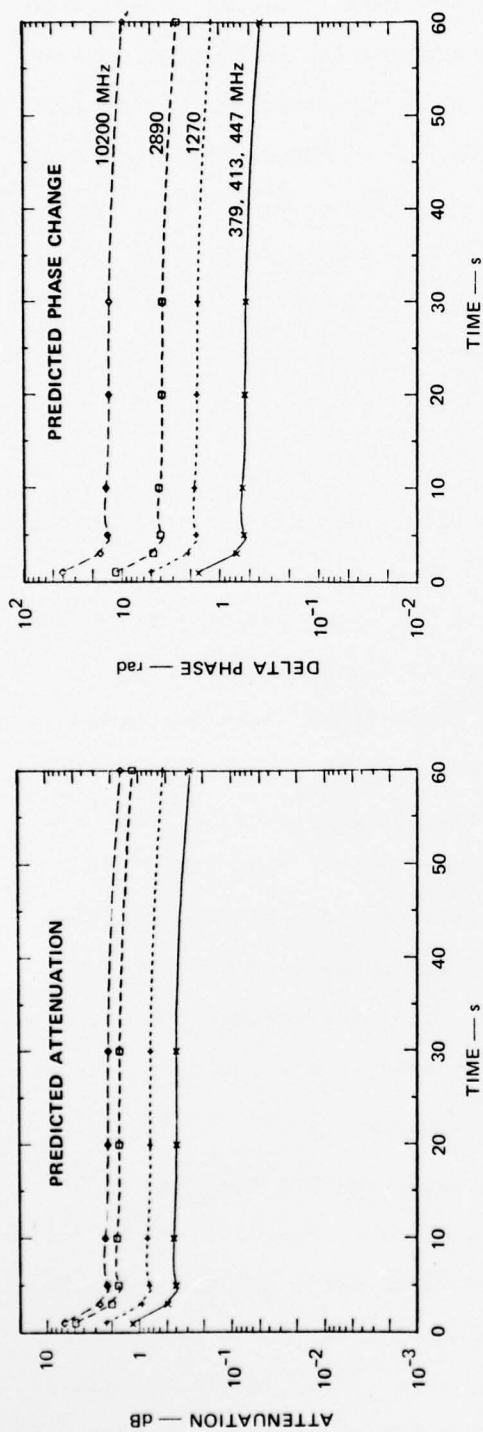 PREDICTED PHASE CHANGE
10200 MHz
2890
1270
379, 413, 447 MHz
10²
10
1
10⁻¹
10⁻²
DELTA PHASE — rad
0 10 20 30 40 50 60
TIME — s
PREDICTED ATTENUATION
10
1
10⁻¹
10⁻²
10⁻³
ATTENUATION — dB
0 10 20 30 40 50 60
TIME — s